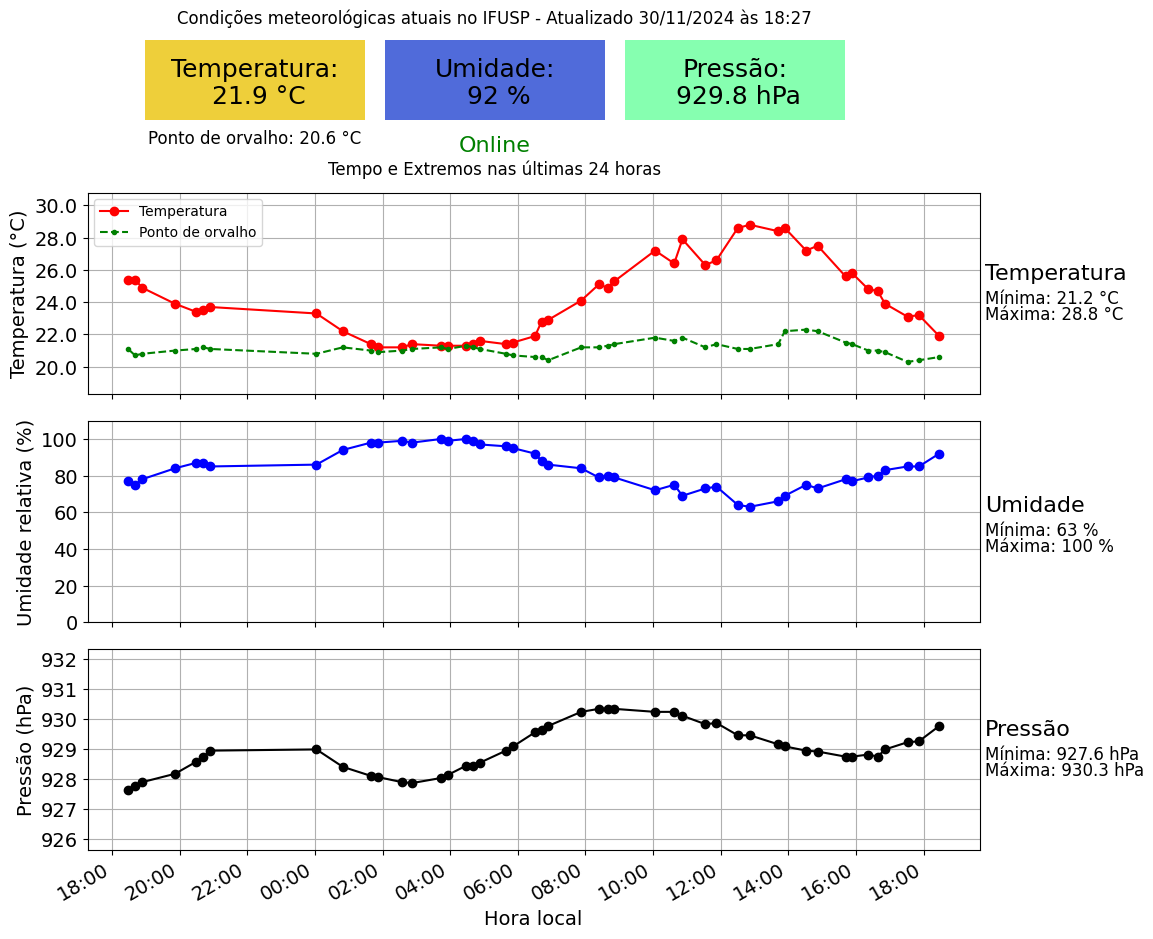 Condições meteorológicas atuais no IFUSP - Atualizado 30/11/2024 às 18:27
Temperatura:
21.9 °C
Umidade:
92 %
Pressão:
929.8 hPa
Ponto de orvalho: 20.6 °C
Online
Tempo e Extremos nas últimas 24 horas
Temperatura (°C)
30.0
28.0
26.0
24.0
22.0
20.0
Temperatura
Ponto de orvalho
Temperatura
Mínima: 21.2 °C
Máxima: 28.8 °C
Umidade relativa (%)
100
80
60
40
20
0
Umidade
Mínima: 63 %
Máxima: 100 %
Pressão (hPa)
932
931
930
929
928
927
926
Pressão
Mínima: 927.6 hPa
Máxima: 930.3 hPa
18:00
20:00
22:00
00:00
02:00
04:00
06:00
08:00
10:00
12:00
14:00
16:00
18:00
Hora local